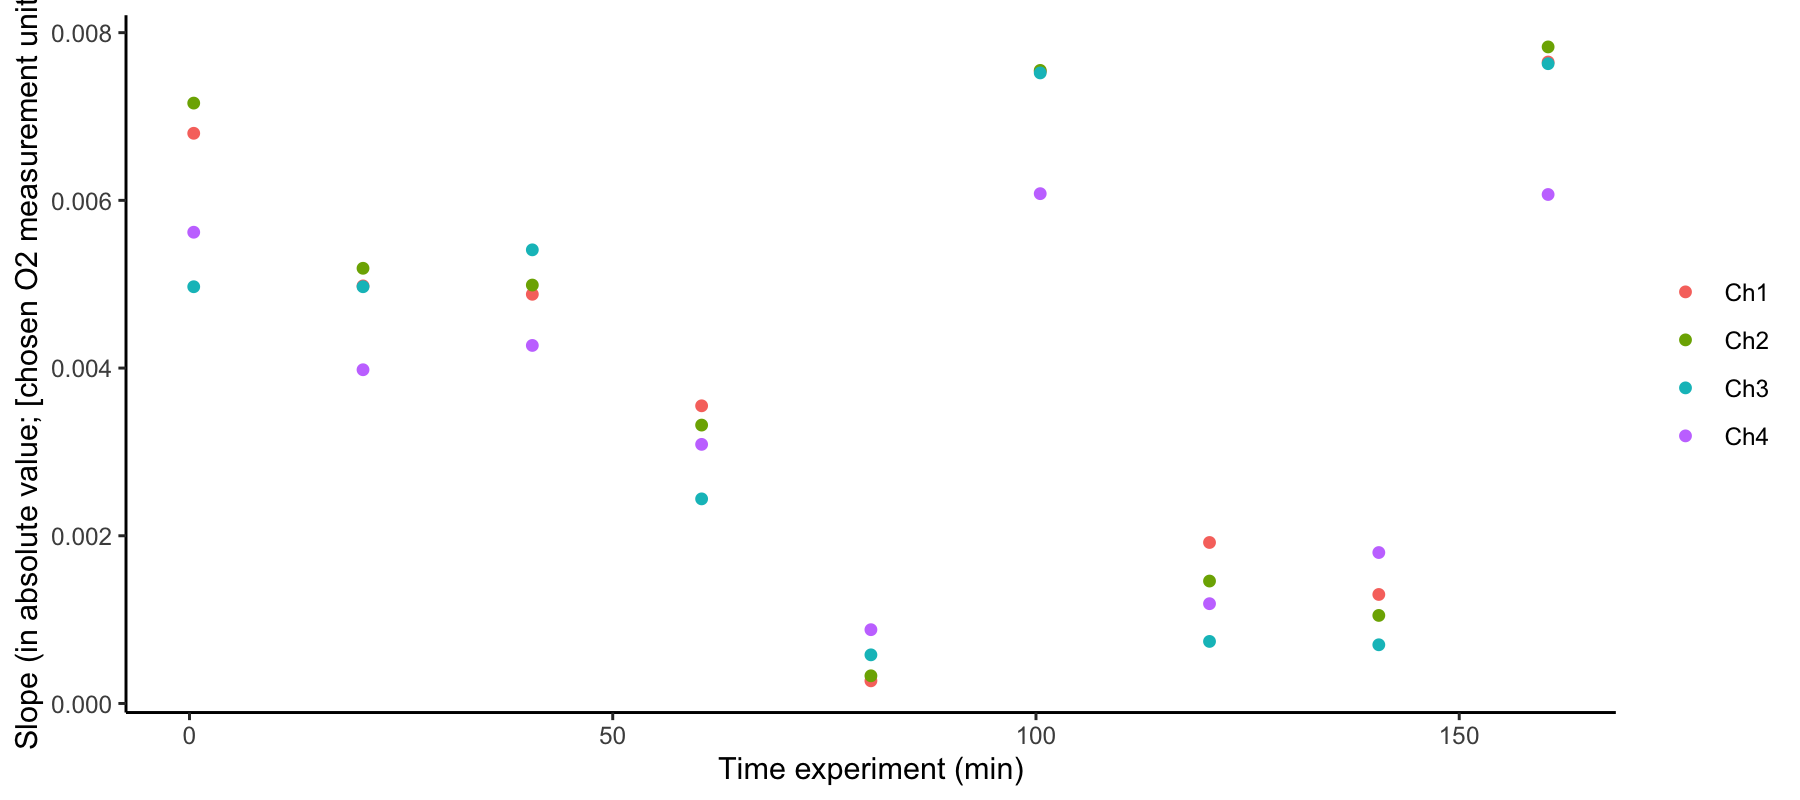 Slope (in absolute value; [chosen O2 measurement unit
0.008
0.006
0.004
0.002
0.000
0
50
100
150
Time experiment (min)
Ch1
Ch2
Ch3
Ch4